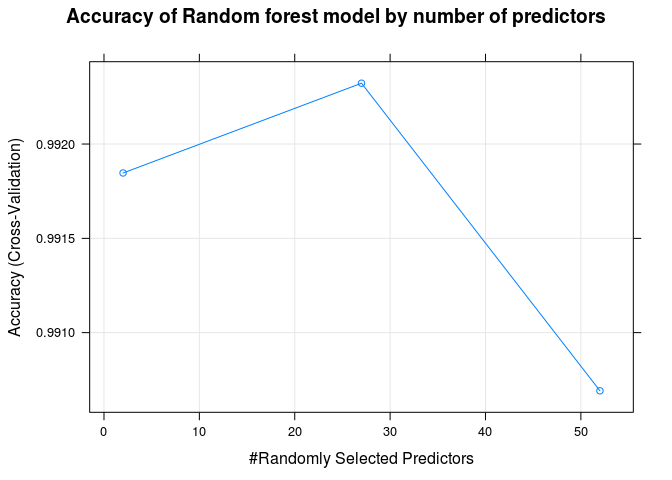 Accuracy of Random forest model by number of predictors
Accuracy (Cross-Validation)
0.9920
0.9915
0.9910
0 10 20 30 40 50
#Randomly Selected Predictors